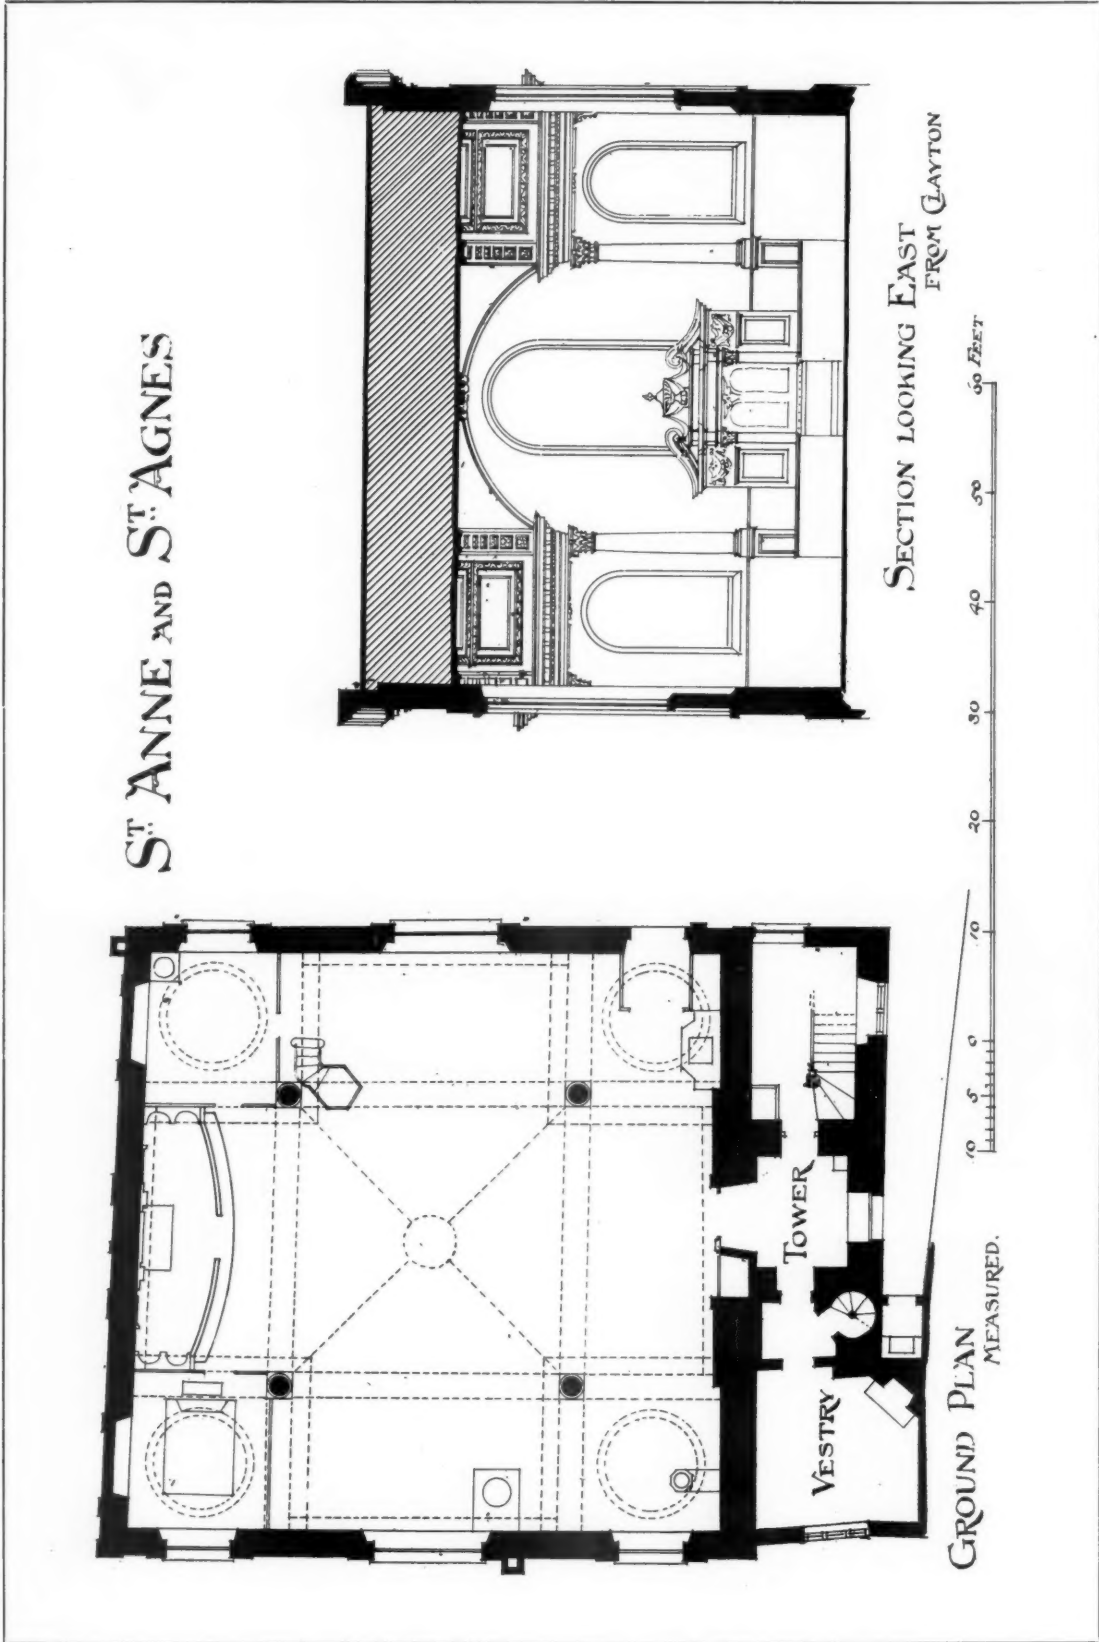 ST. ANNE AND ST. AGNES
SECTION LOOKING EAST
FROM CLAYTON
TOWER
VESTRY
GROUND PLAN
MEASURED.
10 5 0 10 20 30 40 50 60 FEET